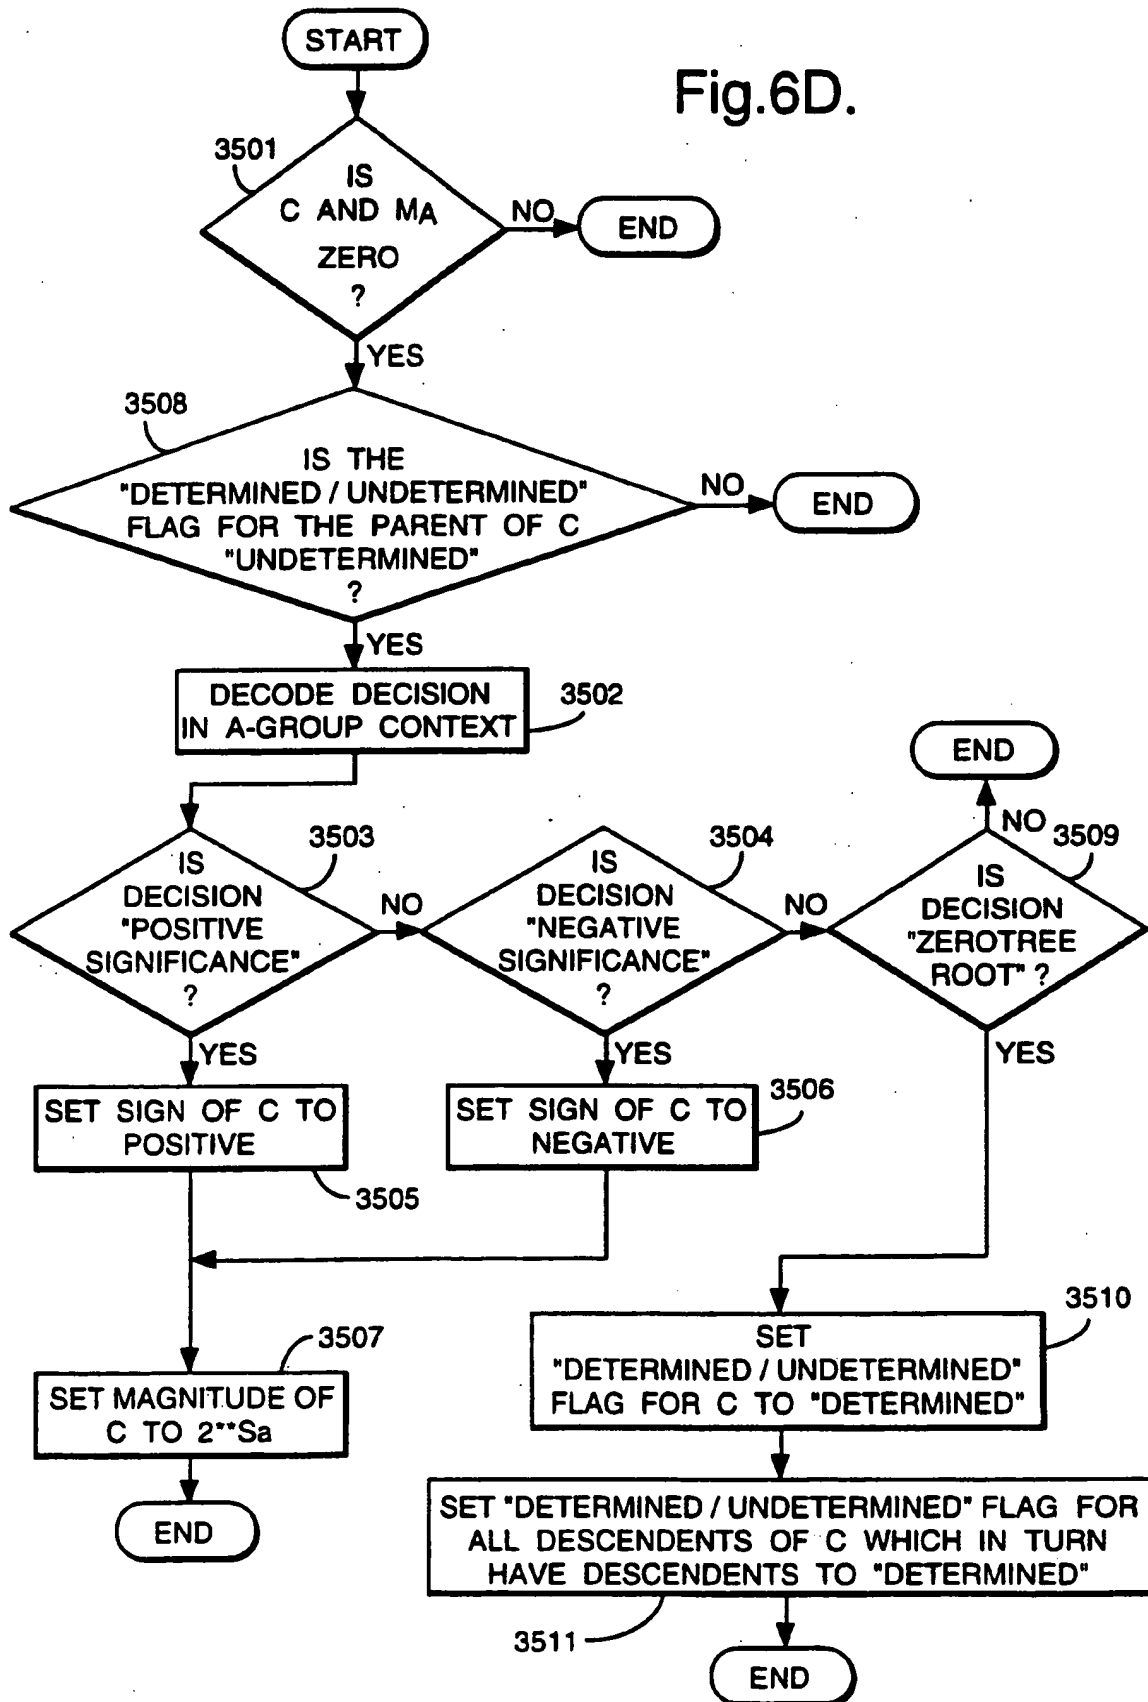 START
Fig.6D.
3501
IS
C AND MA
ZERO
?
NO
END
YES
3508
IS THE
"DETERMINED / UNDETERMINED"
FLAG FOR THE PARENT OF C
"UNDETERMINED"
?
NO
END
YES
DECODE DECISION
IN A-GROUP CONTEXT
3502
END
3503
IS
DECISION
"POSITIVE
SIGNIFICANCE"
?
NO
3504
IS
DECISION
"NEGATIVE
SIGNIFICANCE"
?
NO
NO
3509
IS
DECISION
"ZEROTREE
ROOT" ?
YES
YES
YES
SET SIGN OF C TO
POSITIVE
3505
SET SIGN OF C TO
NEGATIVE
3506
3507
SET MAGNITUDE OF
C TO 2**Sa
END
3510
SET
"DETERMINED / UNDETERMINED"
FLAG FOR C TO "DETERMINED"
SET "DETERMINED / UNDETERMINED" FLAG FOR
ALL DESCENDENTS OF C WHICH IN TURN
HAVE DESCENDENTS TO "DETERMINED"
3511
END